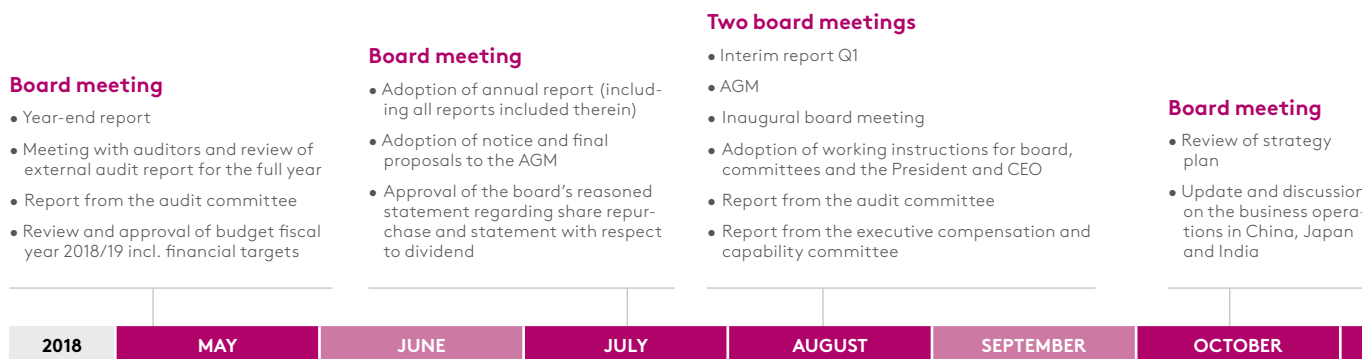 Board meeting
• Year-end report
• Meeting with auditors and review of
external audit report for the full year
• Report from the audit committee
• Review and approval of budget fiscal
year 2018/19 incl. financial targets
Board meeting
• Adoption of annual report (includ-
ing all reports included therein)
• Adoption of notice and final
proposals to the AGM
• Approval of the board’s reasoned
statement regarding share repur-
chase and statement with respect
to dividend
Two board meetings
• Interim report Q1
• AGM
• Inaugural board meeting
• Adoption of working instructions for board,
committees and the President and CEO
• Report from the audit committee
• Report from the executive compensation and
capability committee
Board meeting
• Review of strategy
plan
• Update and discussion
on the business opera-
tions in China, Japan
and India
2018 MAY JUNE JULY AUGUST SEPTEMBER OCTOBER